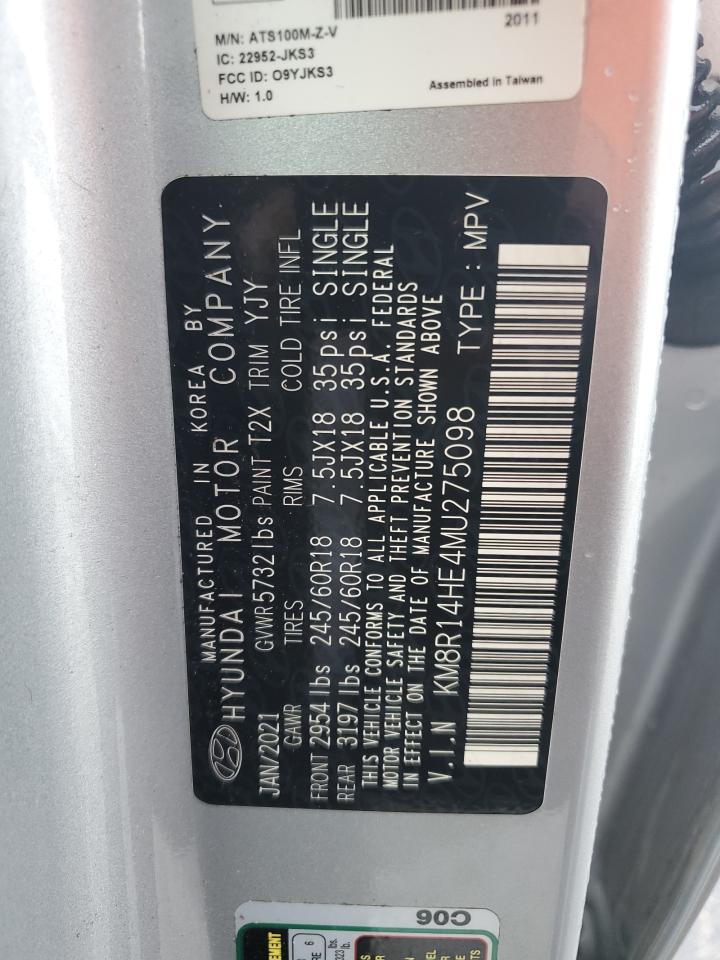 2011
M/N: ATS100M-Z-V
IC: 22952-JKS3
FCC ID: O9YJKS3
H/W: 1.0
Assembled in Taiwan
MANUFACTURED IN KOREA BY
HYUNDAI MOTOR COMPANY
JAN/2021 GVWR 5732 lbs PAINT T2X TRIM YJY
GAWR TIRES RIMS COLD TIRE INFL
FRONT 2954 lbs 245/60R18 7.5JX18 35psi SINGLE
REAR 3197 lbs 245/60R18 7.5JX18 35psi SINGLE
THIS VEHICLE CONFORMS TO ALL APPLICABLE U.S.A. FEDERAL
MOTOR VEHICLE SAFETY AND THEFT PREVENTION STANDARDS
IN EFFECT ON THE DATE OF MANUFACTURE SHOWN ABOVE
V.I.N KM8R14HE4MU275098 TYPE : MPV
C06